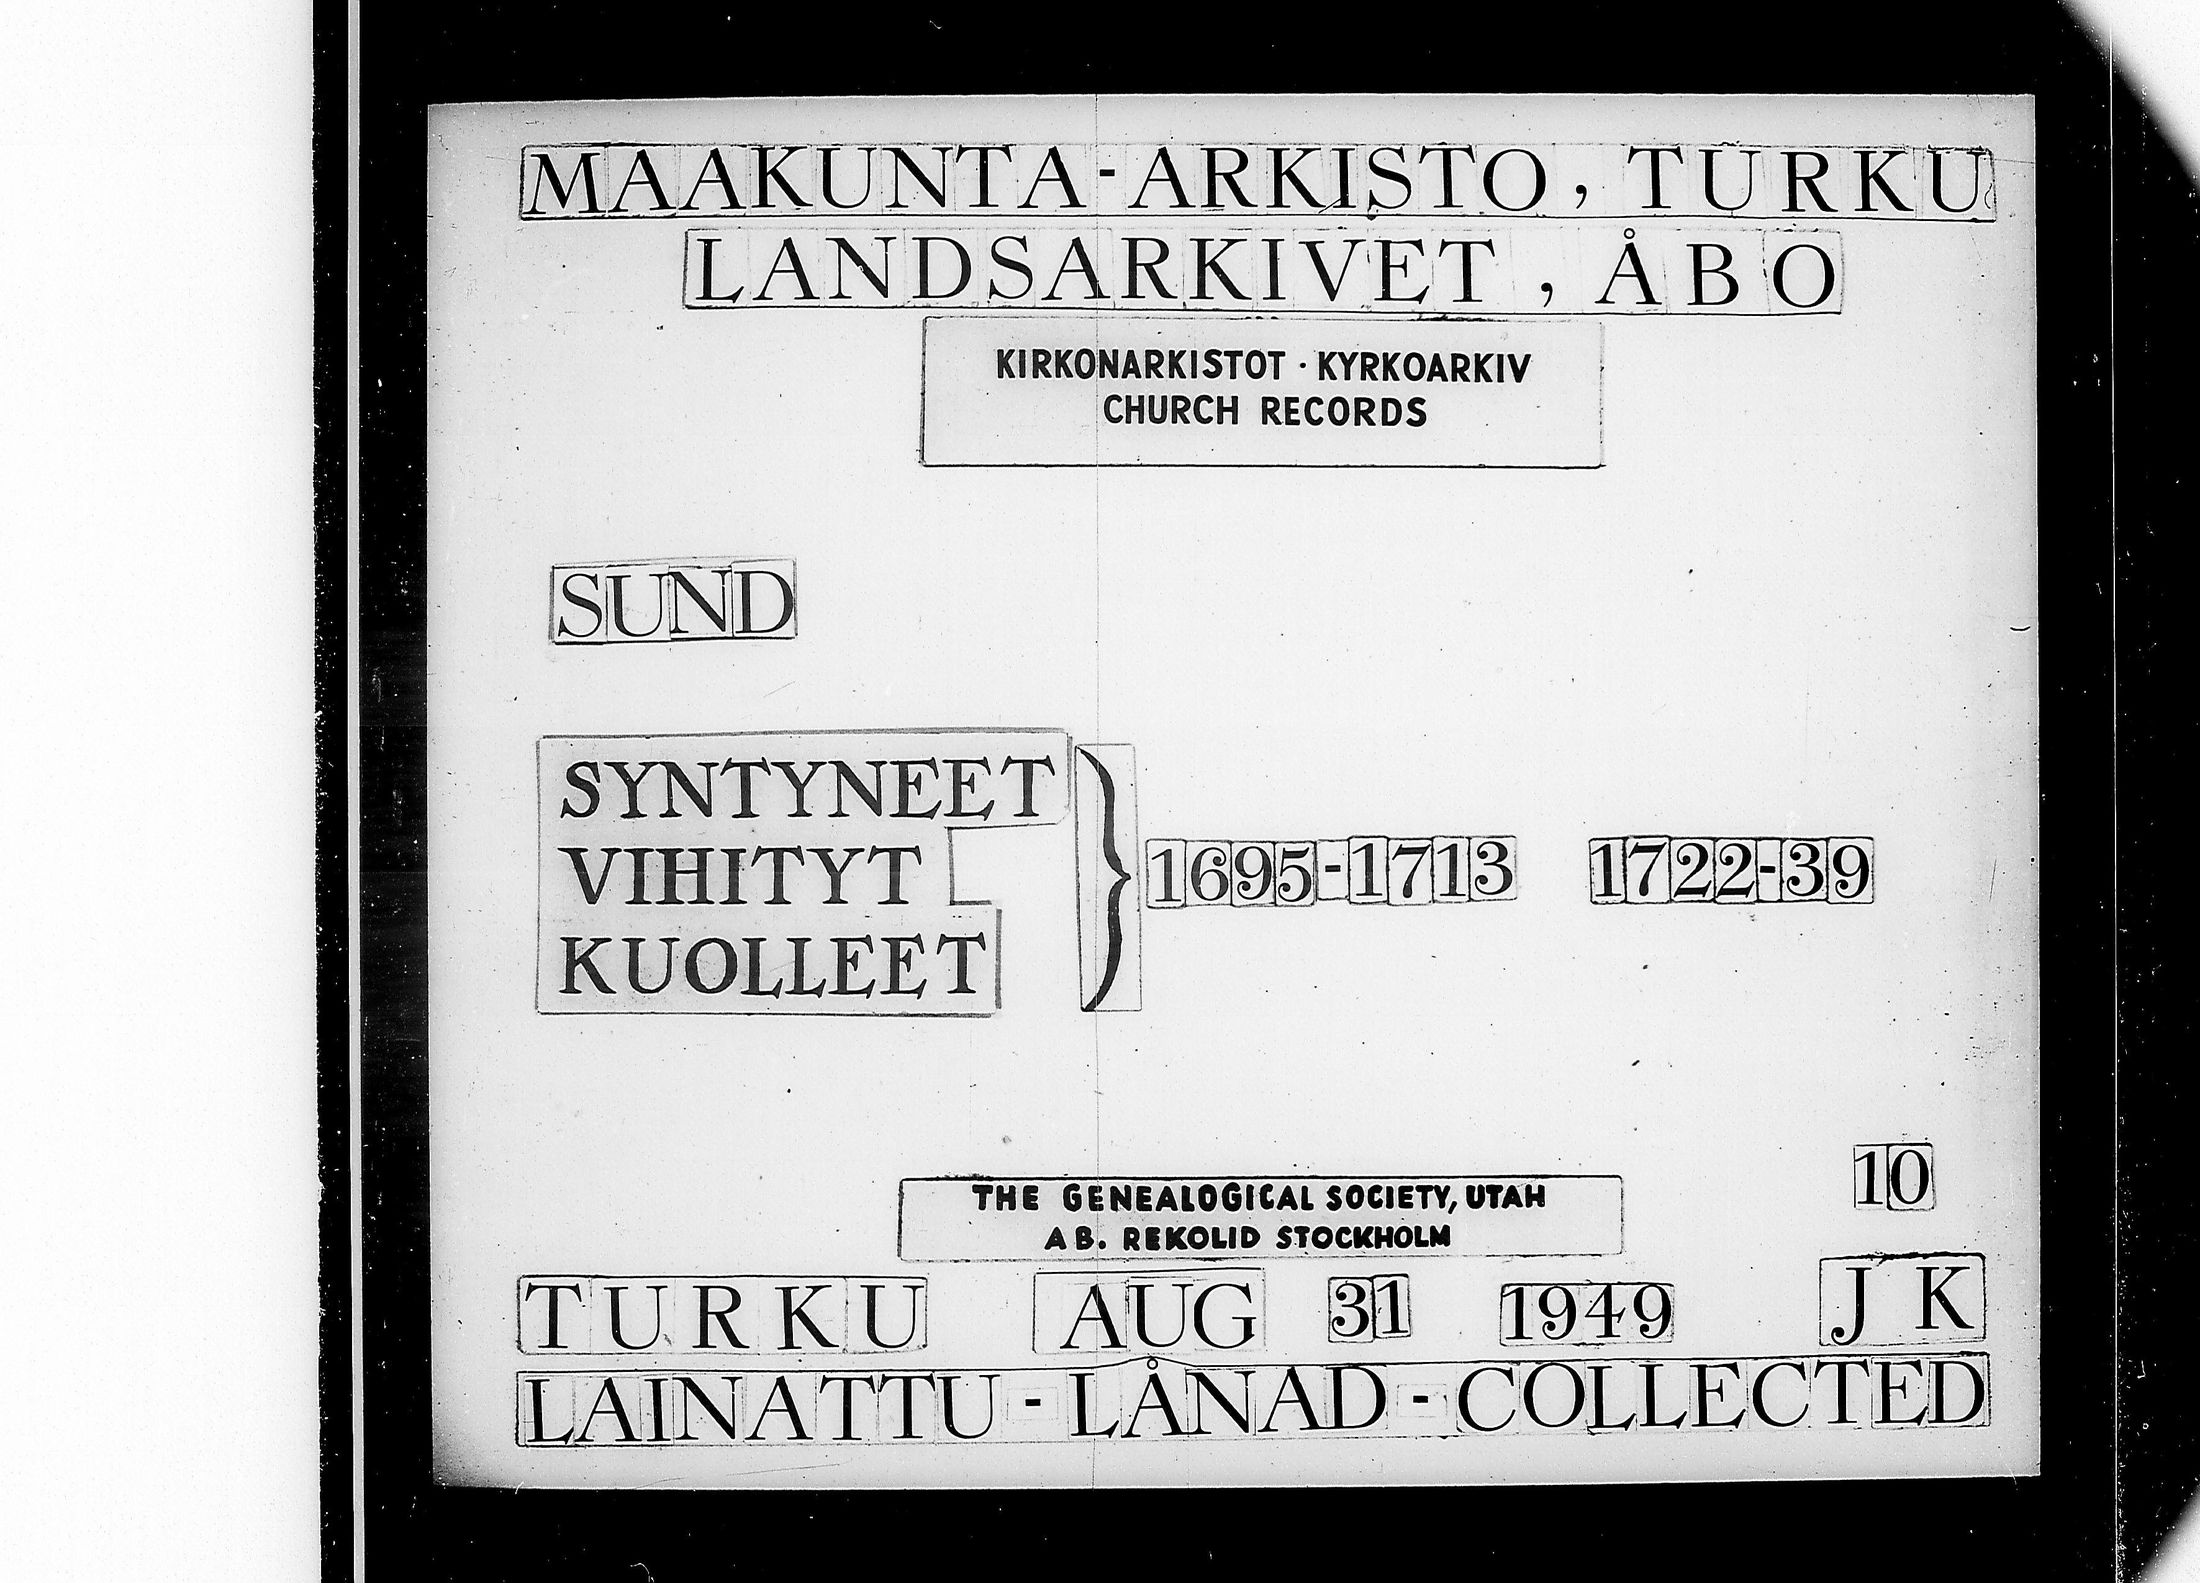 MAAKUNTA-ARKISTO, TURKU
LANDSARKIVET, ÅBO
KIRKONARKISTOT · KYRKOARKIV
CHURCH RECORDS
SUND
SYNTYNEET
VIHITYT } 1695-1713 1722-39
KUOLLEET
10
THE GENEALOGICAL SOCIETY, UTAH
AB. REKOLID STOCKHOLM
TURKU AUG 31 1949 JK
LAINATTU - LÅNAD - COLLECTED